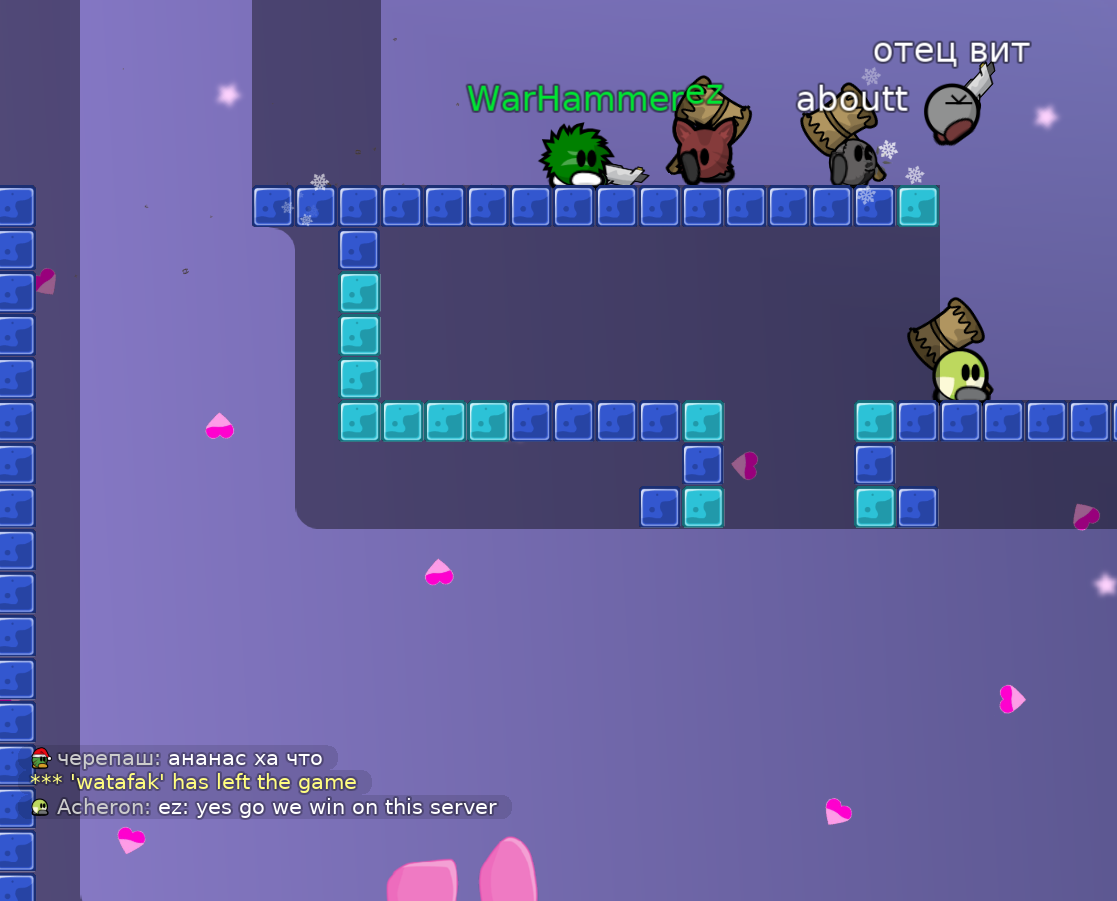 отец вит
WarHammer
ez
aboutt
черепаш: ананас ха что
*** 'watafak' has left the game
Acheron: ez: yes go we win on this server